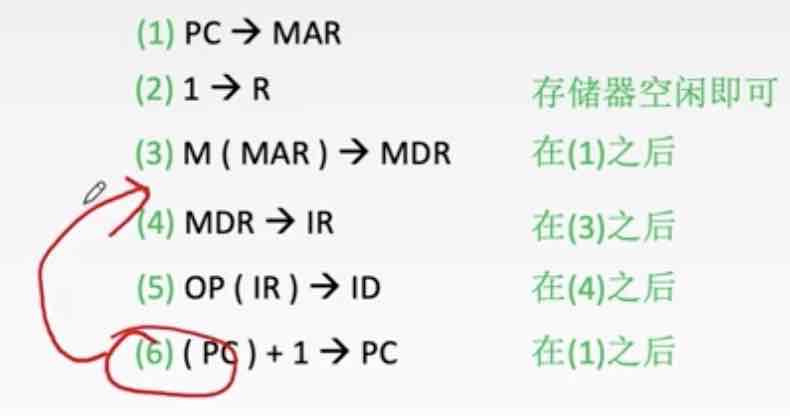 (1) PC → MAR
(2) 1 → R 存储器空闲即可
(3) M ( MAR ) → MDR 在(1)之后
(4) MDR → IR 在(3)之后
(5) OP ( IR ) → ID 在(4)之后
(6) ( PC ) + 1 → PC 在(1)之后